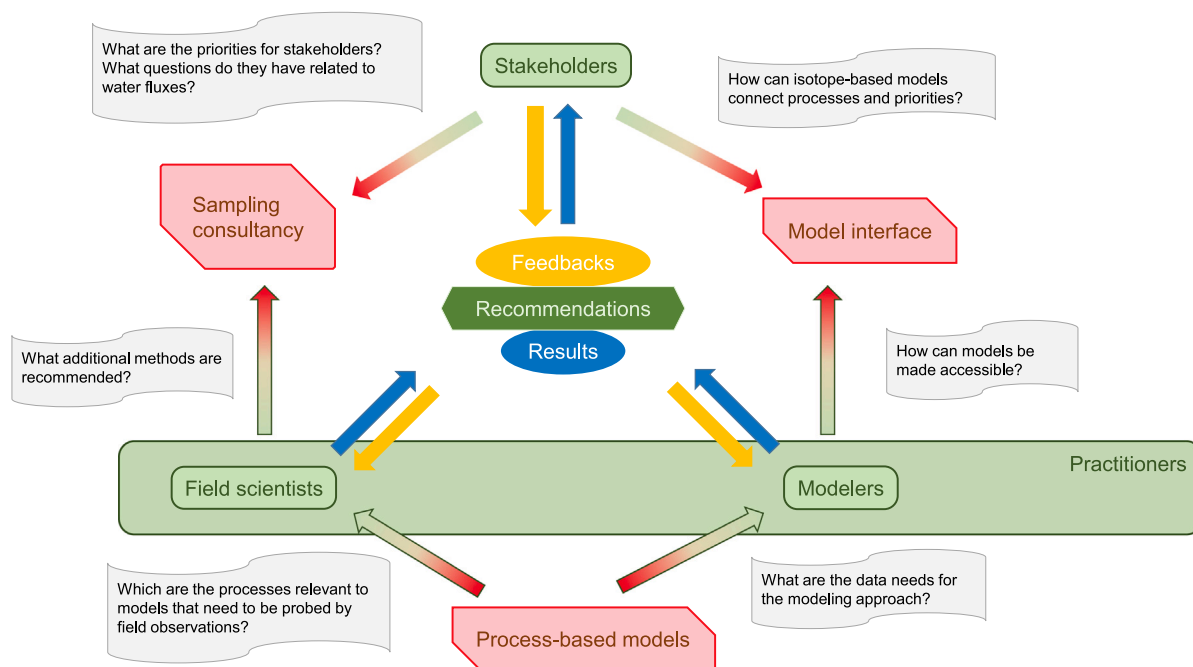 What are the priorities for stakeholders?
What questions do they have related to
water fluxes?
Stakeholders
How can isotope-based models
connect processes and priorities?
Sampling
consultancy
Model interface
Feedbacks
Recommendations
Results
What additional methods are
recommended?
How can models be
made accessible?
Practitioners
Field scientists
Modelers
Which are the processes relevant to
models that need to be probed by
field observations?
What are the data needs for
the modeling approach?
Process-based models